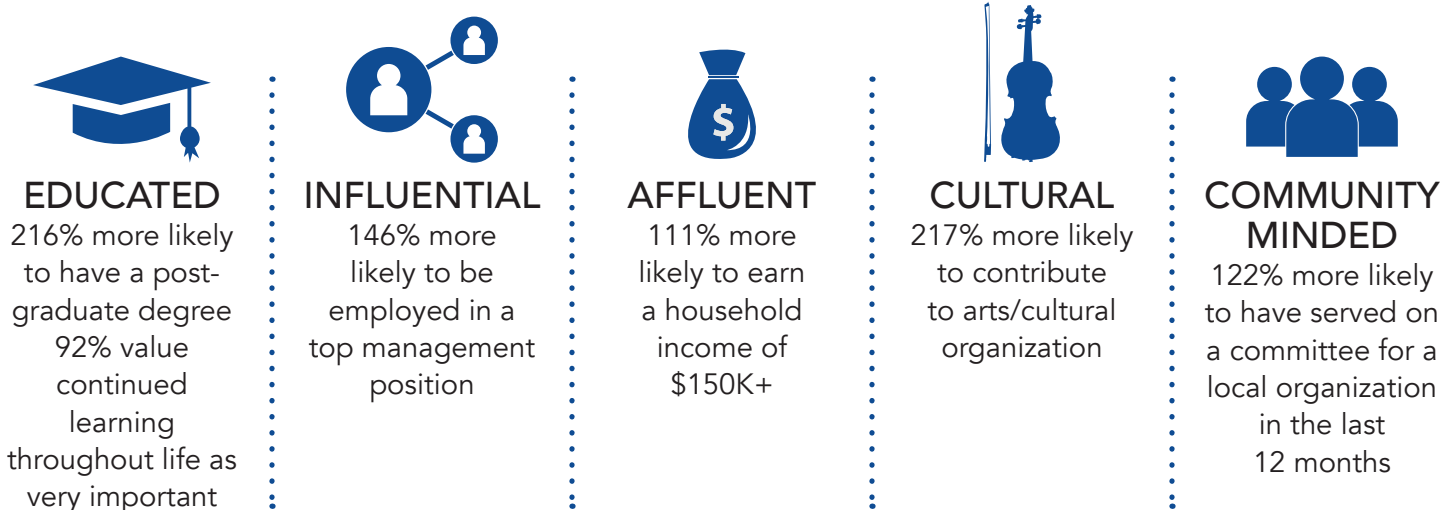 EDUCATED
216% more likely
to have a post-
graduate degree
92% value
continued
learning
throughout life as
very important
INFLUENTIAL
146% more
likely to be
employed in a
top management
position
$
AFFLUENT
111% more
likely to earn
a household
income of
$150K+
CULTURAL
217% more likely
to contribute
to arts/cultural
organization
COMMUNITY
MINDED
122% more likely
to have served on
a committee for a
local organization
in the last
12 months